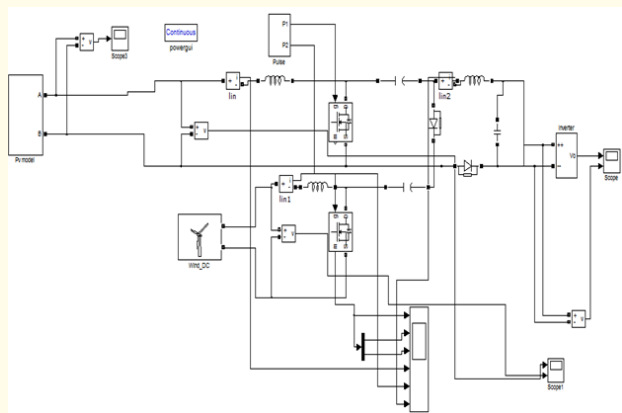 Continuous
powergui
P1
P2
Pulse
Scope3
A
B
Pv model
Iin
Iin2
Iin1
Inverter
Vo
Scope
Wind_DC
Scope1